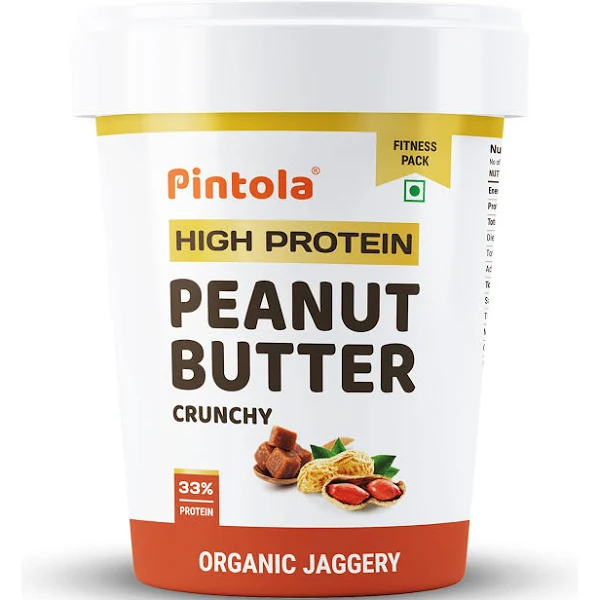 FITNESS
PACK
Pintola®
HIGH PROTEIN
PEANUT
BUTTER
CRUNCHY
33%
PROTEIN
ORGANIC JAGGERY